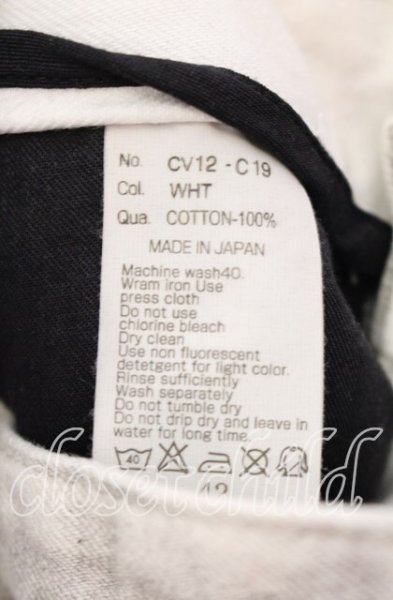 No. CV12-C19
Col. WHT
Qua. COTTON-100%
MADE IN JAPAN
Machine wash40.
Wram iron Use
press cloth
Do not use
chlorine bleach
Dry clean
Use non fluorescent
detetgent for light color.
Rinse sufficiently
Wash separately
Do not tumble dry
Do not drip dry and leave in
water for long time.
40
closet child